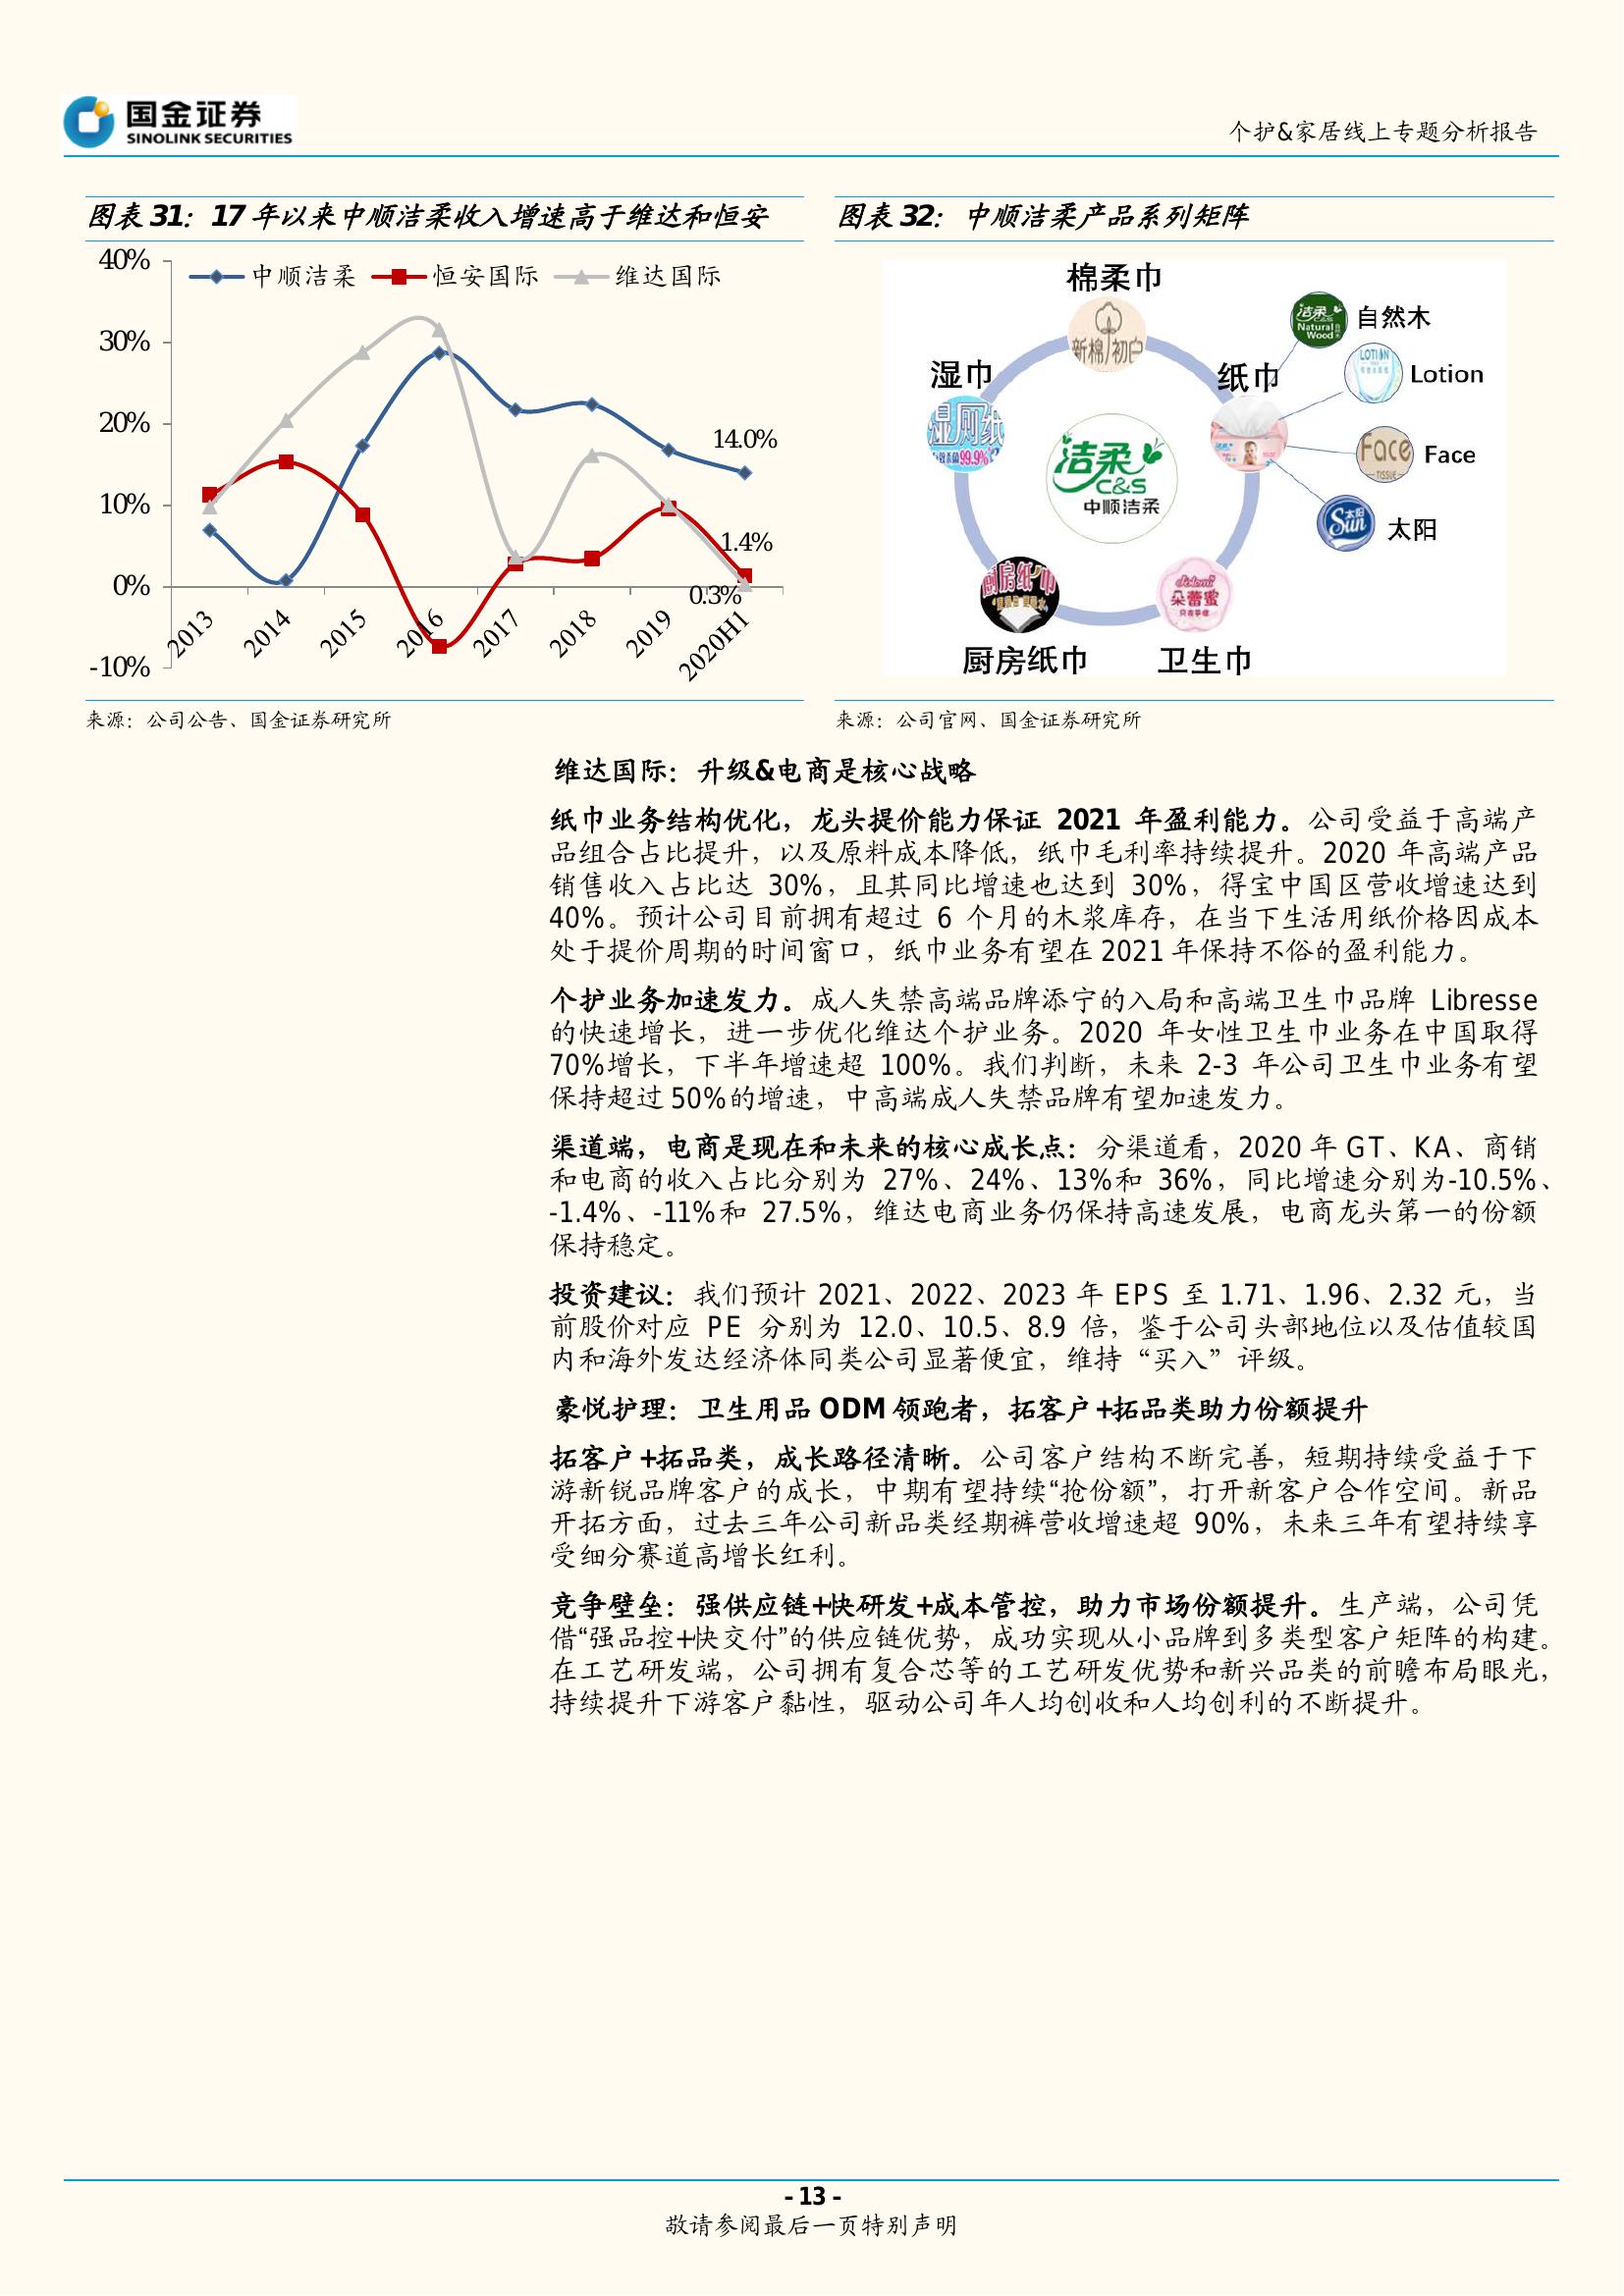 国金证券
SINOLINK SECURITIES
个护&家居线上专题分析报告
图表 31：17 年以来中顺洁柔收入增速高于维达和恒安
40%
30%
20%
10%
0%
-10%
中顺洁柔
恒安国际
维达国际
14.0%
1.4%
0.3%
2013
2014
2015
2016
2017
2018
2019
2020H1
来源：公司公告、国金证券研究所
图表 32： 中顺洁柔产品系列矩阵
棉柔巾
新棉初白
湿巾
湿厕纸
99.9%
纸巾
洁柔
C&S
Natural
Wood
自然木
LOTION
Lotion
Face
TISSUE
Face
太阳
Sun
太阳
洁柔
C&S
中顺洁柔
厨房纸巾
朵蕾蜜
厨房纸巾
卫生巾
来源：公司官网、国金证券研究所
维达国际：升级&电商是核心战略
纸巾业务结构优化，龙头提价能力保证 2021 年盈利能力。公司受益于高端产
品组合占比提升，以及原料成本降低，纸巾毛利率持续提升。2020 年高端产品
销售收入占比达 30%，且其同比增速也达到 30%，得宝中国区营收增速达到
40%。预计公司目前拥有超过 6 个月的木浆库存，在当下生活用纸价格因成本
处于提价周期的时间窗口，纸巾业务有望在 2021 年保持不俗的盈利能力。
个护业务加速发力。成人失禁高端品牌添宁的入局和高端卫生巾品牌 Libresse
的快速增长，进一步优化维达个护业务。2020 年女性卫生巾业务在中国取得
70%增长，下半年增速超 100%。我们判断，未来 2-3 年公司卫生巾业务有望
保持超过 50%的增速，中高端成人失禁品牌有望加速发力。
渠道端，电商是现在和未来的核心成长点：分渠道看，2020 年 GT、KA、商销
和电商的收入占比分别为 27%、24%、13%和 36%，同比增速分别为-10.5%、
-1.4%、-11%和 27.5%，维达电商业务仍保持高速发展，电商龙头第一的份额
保持稳定。
投资建议：我们预计 2021、2022、2023 年 EPS 至 1.71、1.96、2.32 元，当
前股价对应 PE 分别为 12.0、10.5、8.9 倍，鉴于公司头部地位以及估值较国
内和海外发达经济体同类公司显著便宜，维持“买入”评级。
豪悦护理：卫生用品 ODM 领跑者，拓客户+拓品类助力份额提升
拓客户+拓品类，成长路径清晰。公司客户结构不断完善，短期持续受益于下
游新锐品牌客户的成长，中期有望持续“抢份额”，打开新客户合作空间。新品
开拓方面，过去三年公司新品类经期裤营收增速超 90%，未来三年有望持续享
受细分赛道高增长红利。
竞争壁垒：强供应链+快研发+成本管控，助力市场份额提升。生产端，公司凭
借“强品控+快交付”的供应链优势，成功实现从小品牌到多类型客户矩阵的构建。
在工艺研发端，公司拥有复合芯等的工艺研发优势和新兴品类的前瞻布局眼光，
持续提升下游客户黏性，驱动公司年人均创收和人均创利的不断提升。
- 13 -
敬请参阅最后一页特别声明